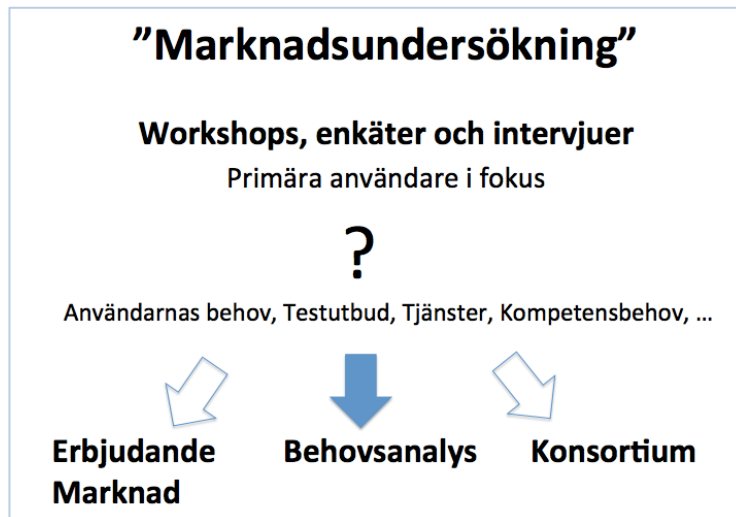 ”Marknadsundersökning”
Workshops, enkäter och intervjuer
Primära användare i fokus
?
Användarnas behov, Testutbud, Tjänster, Kompetensbehov, ...
Erbjudande Behovsanalys Konsortium
Marknad